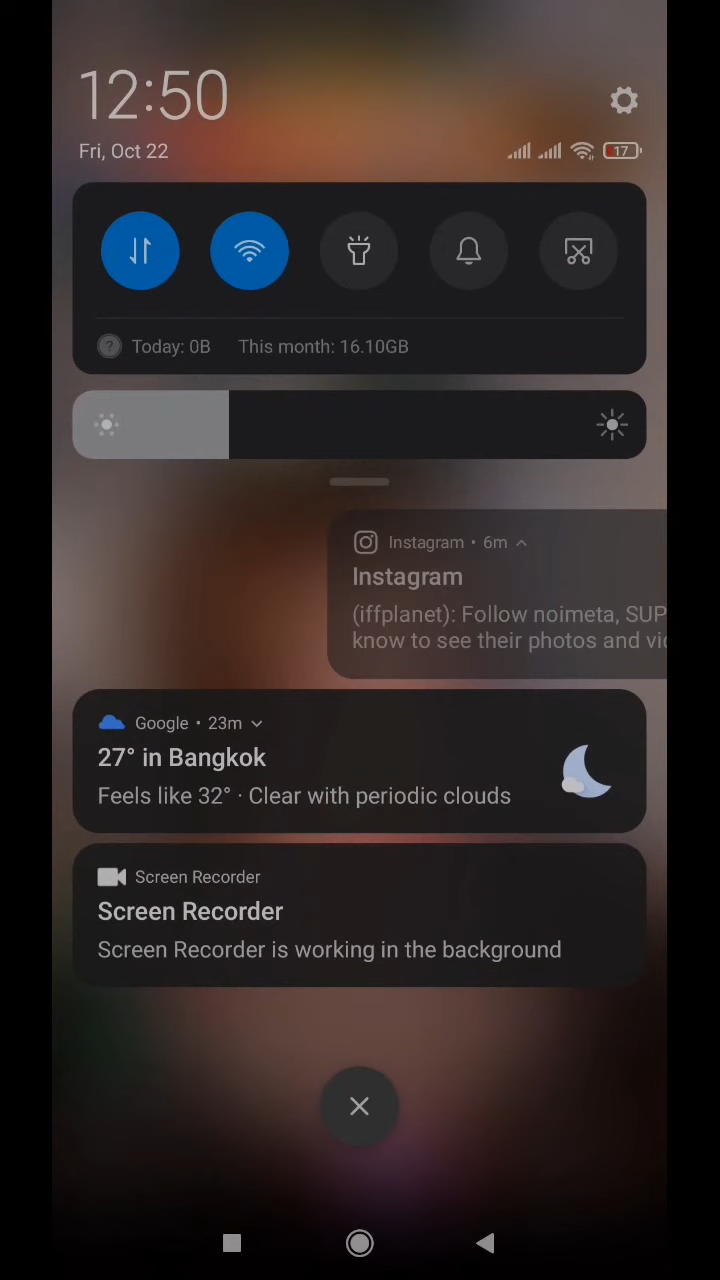 12:50
Fri, Oct 22
17
Today: 0B This month: 16.10GB
Instagram • 6m
Instagram
(iffplanet): Follow noimeta, SUP
know to see their photos and
Google • 23m
27° in Bangkok
Feels like 32° · Clear with periodic clouds
Screen Recorder
Screen Recorder
Screen Recorder is working in the background